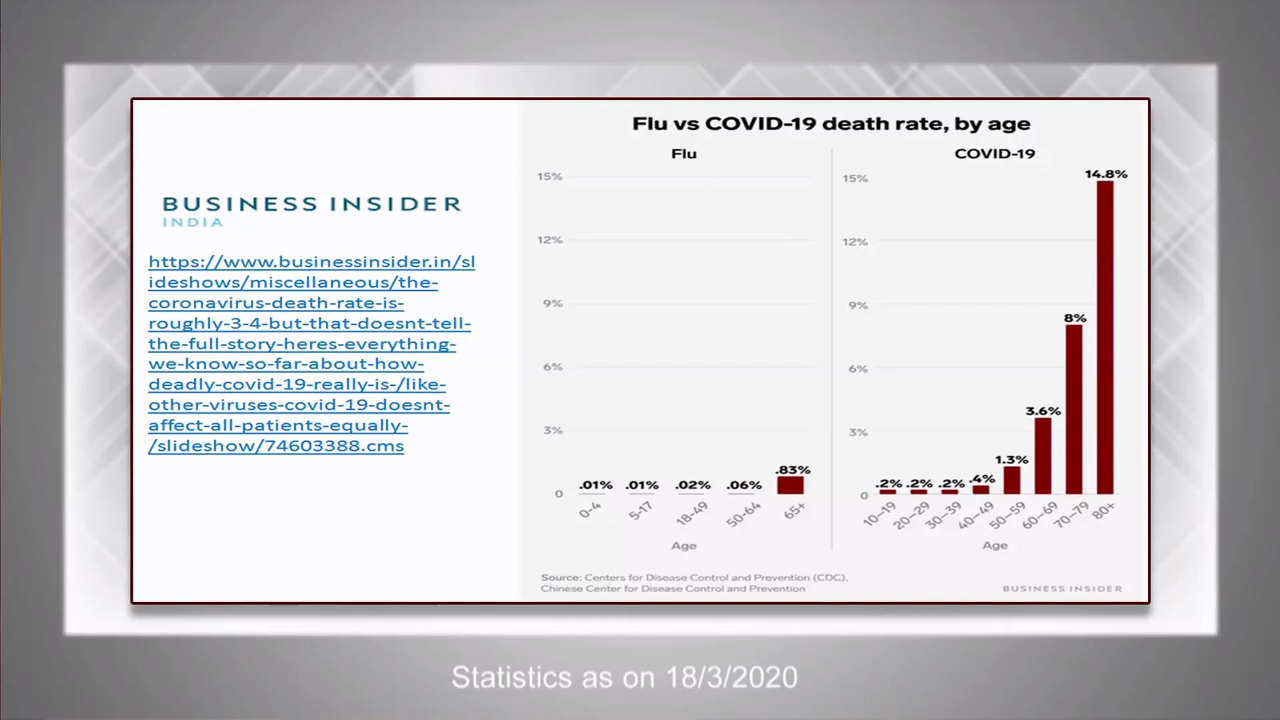 BUSINESS INSIDER
INDIA
https://www.businessinsider.in/sl
ideshows/miscellaneous/the-
coronavirus-death-rate-is-
roughly-3-4-but-that-doesnt-tell-
the-full-story-heres-everything-
we-know-so-far-about-how-
deadly-covid-19-really-is-/like-
other-viruses-covid-19-doesnt-
affect-all-patients-equally-
/slideshow/74603388.cms
Flu vs COVID-19 death rate, by age
Flu
15%
12%
9%
6%
3%
0
.01% .01% .02% .06% .83%
0-4 5-17 18-49 50-64 65+
Age
COVID-19
15%
12%
9%
6%
3%
0
.2% .2% .2% .4% 1.3% 3.6% 8% 14.8%
10–19 20–29 30–39 40–49 50–59 60–69 70–79 80+
Age
Source: Centers for Disease Control and Prevention (CDC),
Chinese Center for Disease Control and Prevention
BUSINESS INSIDER
Statistics as on 18/3/2020